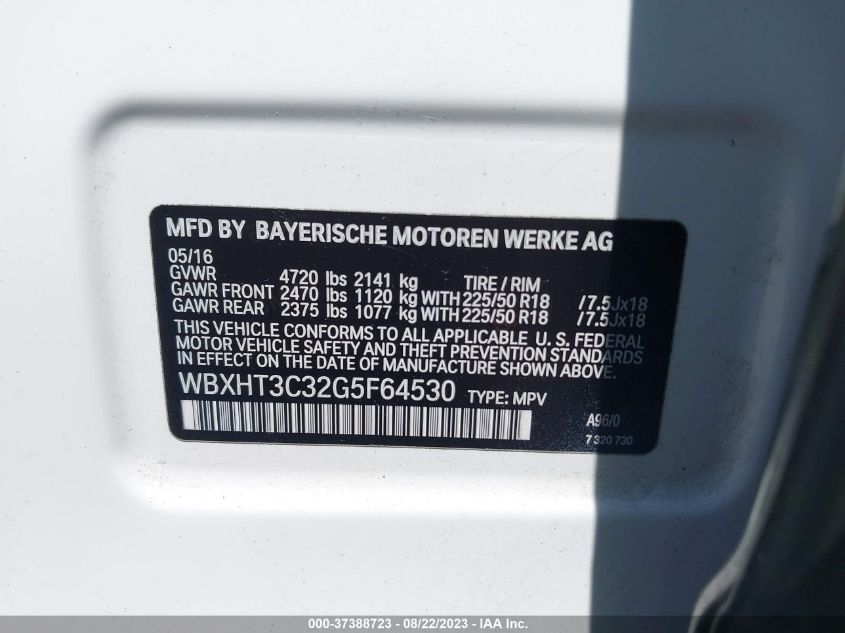 MFD BY BAYERISCHE MOTOREN WERKE AG
05/16
GVWR 4720 lbs 2141 kg TIRE / RIM
GAWR FRONT 2470 lbs 1120 kg WITH 225/50 R18 /7.5Jx18
GAWR REAR 2375 lbs 1077 kg WITH 225/50 R18 /7.5Jx18
THIS VEHICLE CONFORMS TO ALL APPLICABLE U.S. FEDERAL
MOTOR VEHICLE SAFETY AND THEFT PREVENTION STANDARDS
IN EFFECT ON THE DATE OF MANUFACTURE SHOWN ABOVE.
WBXHT3C32G5F64530 TYPE: MPV
A96/0
7 320 730
000-37388723 - 08/22/2023 - IAA Inc.